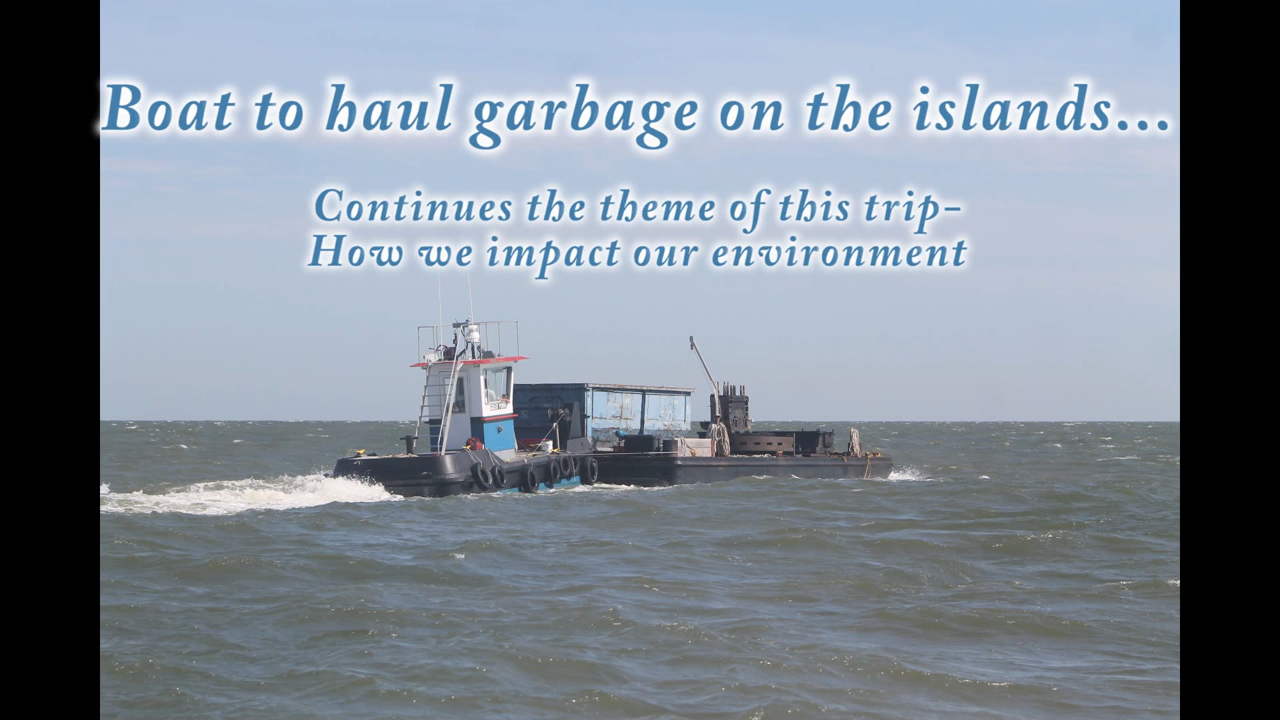 Boat to haul garbage on the islands...
Continues the theme of this trip-
How we impact our environment